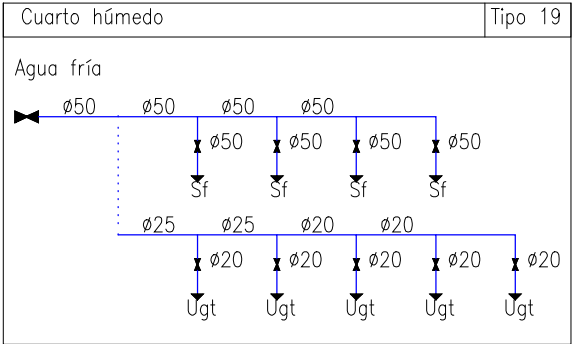 Cuarto húmedo Tipo 19
Agua fría
ø50 ø50 ø50 ø50
ø50 ø50 ø50 ø50
Sf Sf Sf Sf
ø25 ø25 ø20 ø20
ø20 ø20 ø20 ø20 ø20
Ugt Ugt Ugt Ugt Ugt